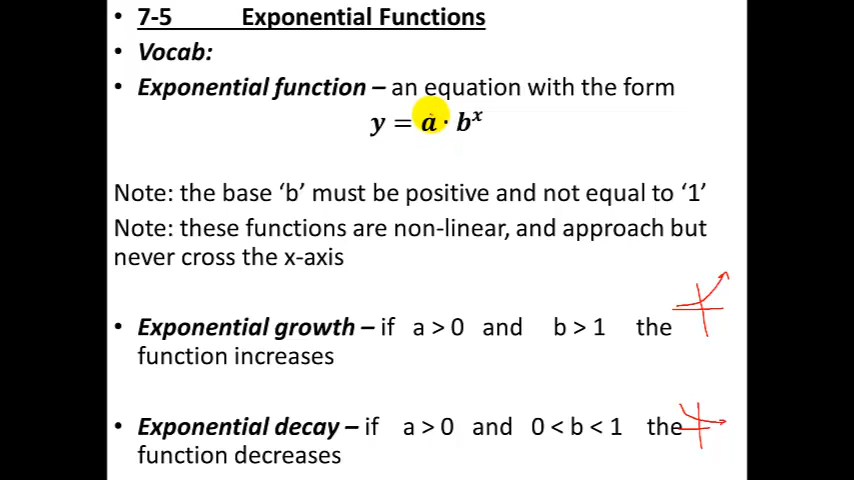 • 7-5 Exponential Functions
• Vocab:
• Exponential function – an equation with the form
y = a · bˣ
Note: the base ‘b’ must be positive and not equal to ‘1’
Note: these functions are non-linear, and approach but
never cross the x-axis
• Exponential growth – if a > 0 and b > 1 the
function increases
• Exponential decay – if a > 0 and 0 < b < 1 the
function decreases